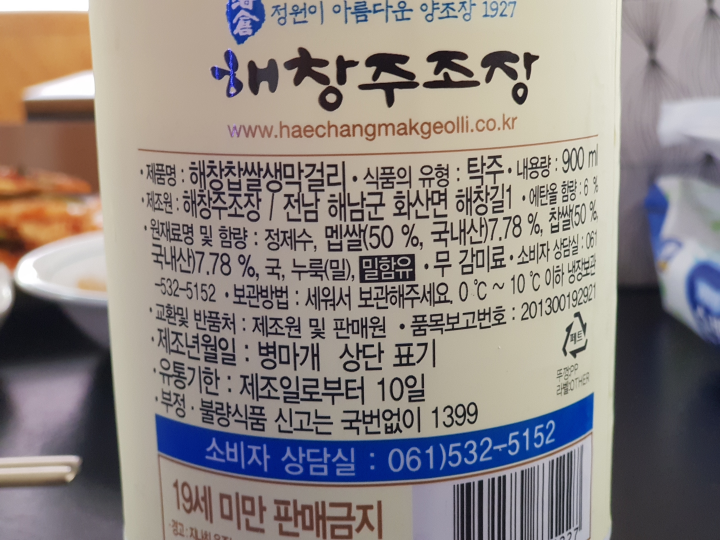 정원이 아름다운 양조장 1927
해창주조장
www.haechangmakgeolli.co.kr
·제품명 : 해창찹쌀생막걸리 ·식품의 유형 : 탁주 ·내용량 : 900 ml
·제조원 : 해창주조장 / 전남 해남군 화산면 해창길1 ·에탄올 함량 : 6 %
·원재료명 및 함량 : 정제수, 멥쌀(50 %, 국내산)7.78 %, 찹쌀(50 %,
국내산)7.78 %, 국, 누룩(밀), 밀함유 ·무 감미료 ·소비자 상담실 : 061
-532-5152 ·보관방법 : 세워서 보관해주세요. 0 ℃ ~ 10 ℃ 이하 냉장보관
·교환및 반품처 : 제조원 및 판매원 ·품목보고번호 : 201300192921
·제조년월일 : 병마개 상단 표기
·유통기한 : 제조일로부터 10일
·부정·불량식품 신고는 국번없이 1399
페트
뚜껑:PP
라벨:OTHER
소비자 상담실 : 061)532-5152
19세 미만 판매금지